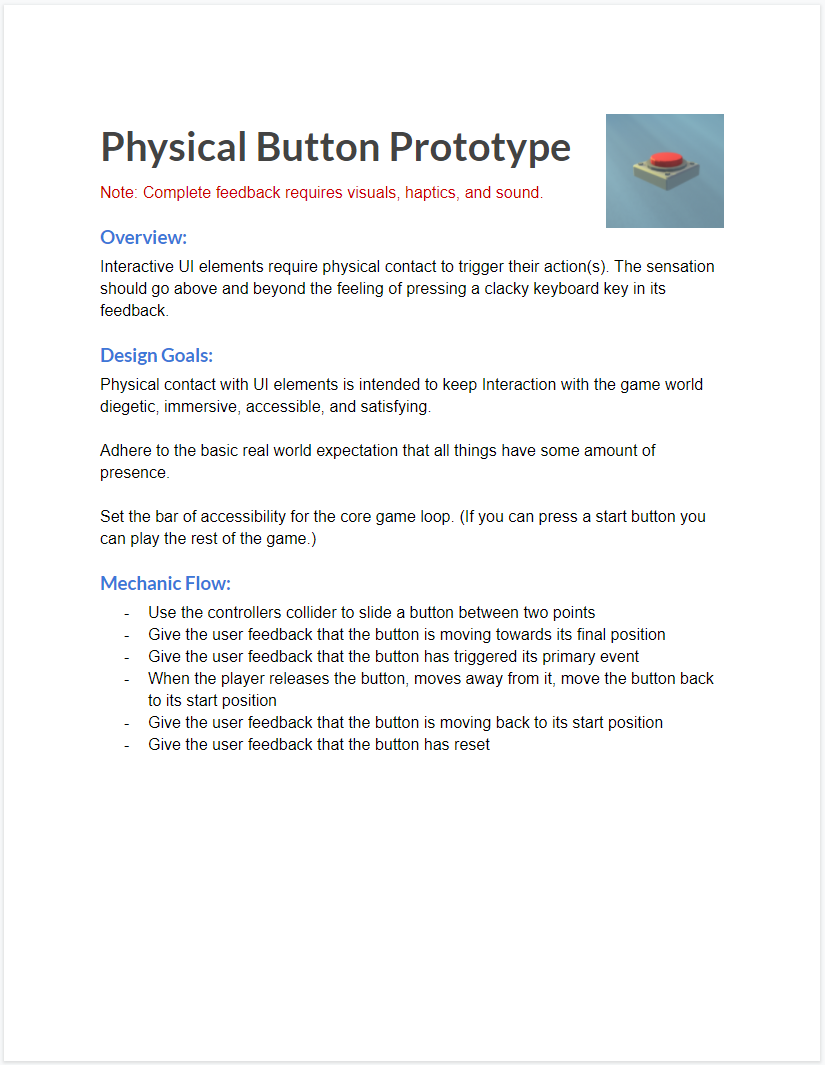 Physical Button Prototype
Note: Complete feedback requires visuals, haptics, and sound.
Overview:
Interactive UI elements require physical contact to trigger their action(s). The sensation
should go above and beyond the feeling of pressing a clacky keyboard key in its
feedback.
Design Goals:
Physical contact with UI elements is intended to keep Interaction with the game world
diegetic, immersive, accessible, and satisfying.
Adhere to the basic real world expectation that all things have some amount of
presence.
Set the bar of accessibility for the core game loop. (If you can press a start button you
can play the rest of the game.)
Mechanic Flow:
- Use the controllers collider to slide a button between two points
- Give the user feedback that the button is moving towards its final position
- Give the user feedback that the button has triggered its primary event
- When the player releases the button, moves away from it, move the button back
to its start position
- Give the user feedback that the button is moving back to its start position
- Give the user feedback that the button has reset